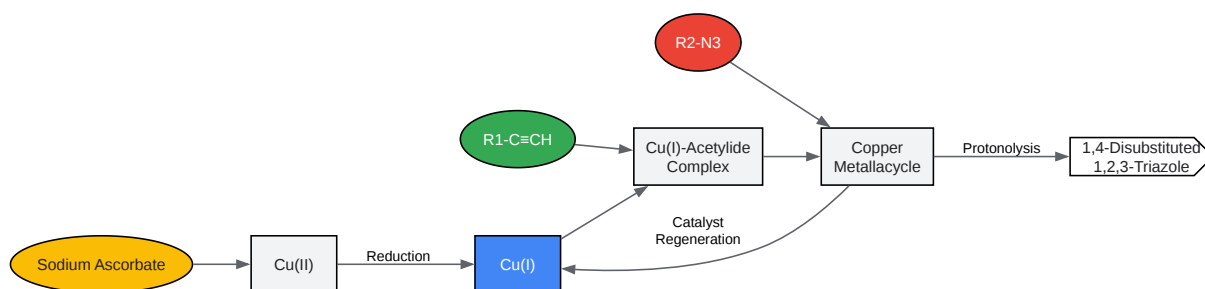 R2-N3
R1-C≡CH
Cu(I)-Acetylide
Complex
Copper
Metallacycle
Protonolysis
1,4-Disubstituted
1,2,3-Triazole
Catalyst
Regeneration
Sodium Ascorbate
Cu(II)
Reduction
Cu(I)